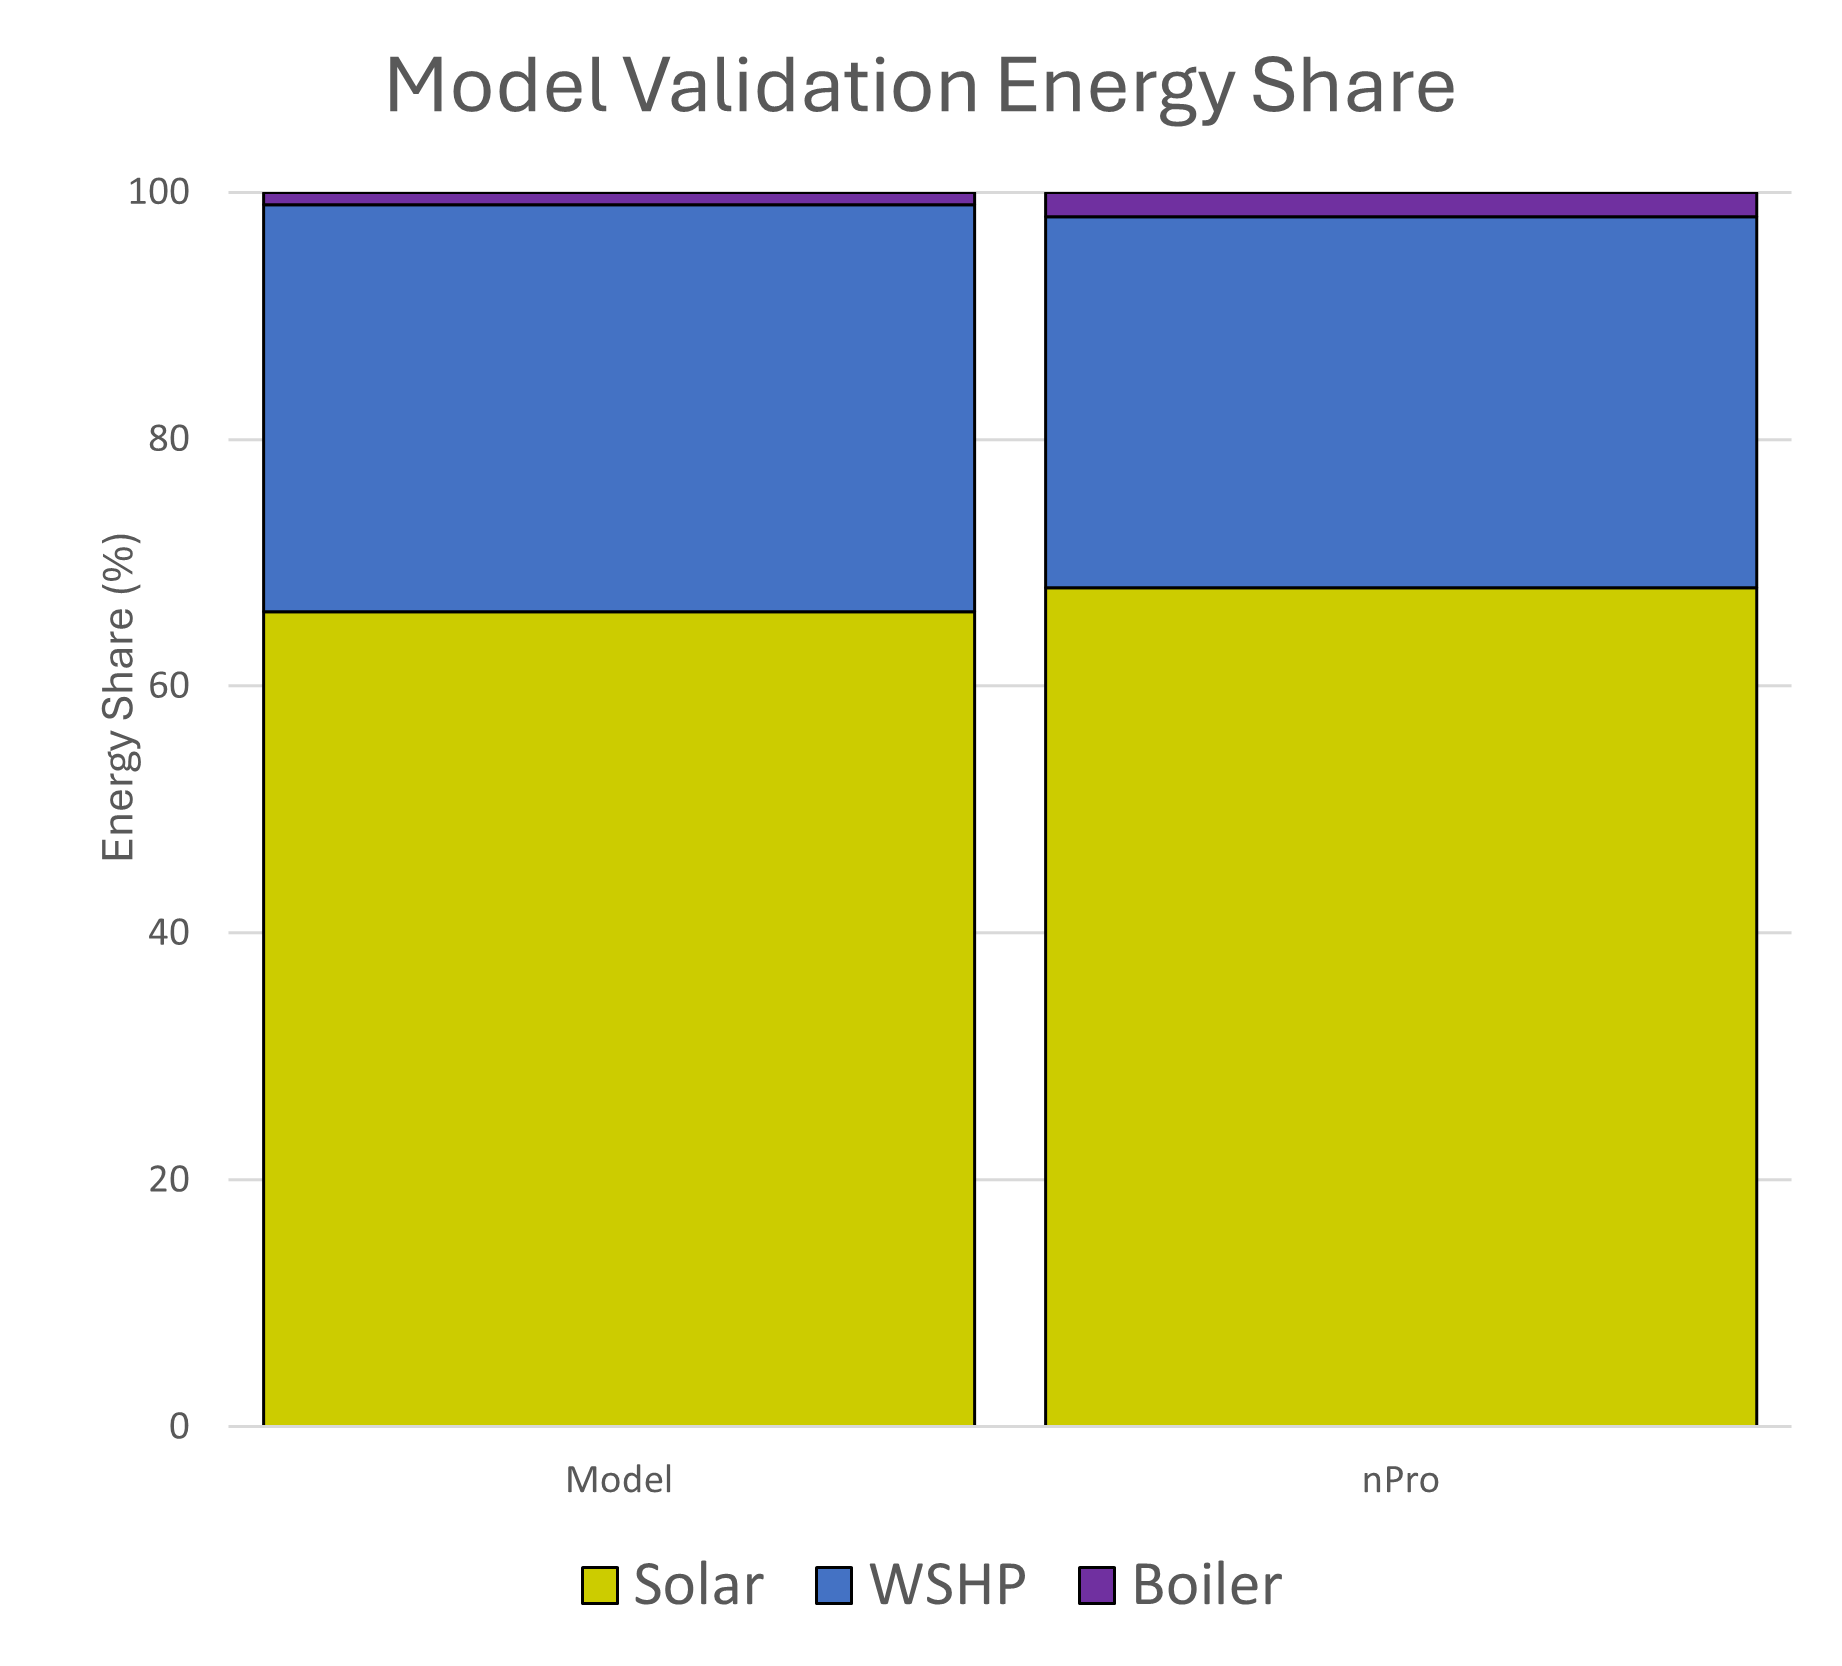 Model Validation Energy Share
100
80
60
40
20
0
Energy Share (%)
Model nPro
Solar WSHP Boiler